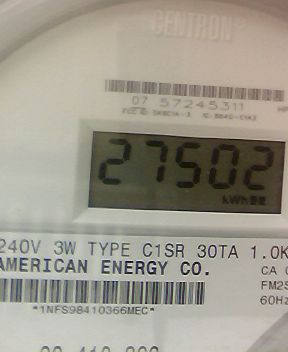 CENTRON®
07 57245311
27502
kWh
240V 3W TYPE C1SR 30TA 1.0K
AMERICAN ENERGY CO.
CA
FM2S
60Hz
*1NFS98410366MEC*